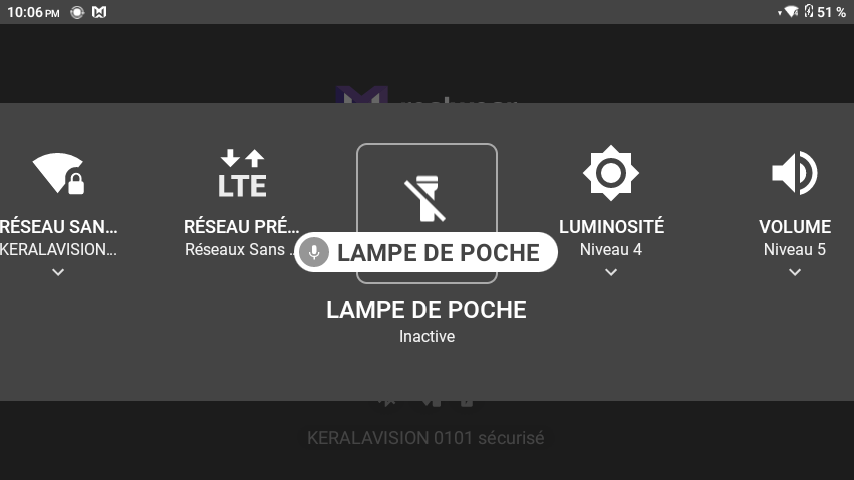 10:06 PM
51 %
RÉSEAU SAN...
KERALAVISION...
RÉSEAU PRÉ...
LTE
Réseaux Sans ...
LAMPE DE POCHE
LAMPE DE POCHE
Inactive
LUMINOSITÉ
Niveau 4
VOLUME
Niveau 5
KERALAVISION 0101 sécurisé